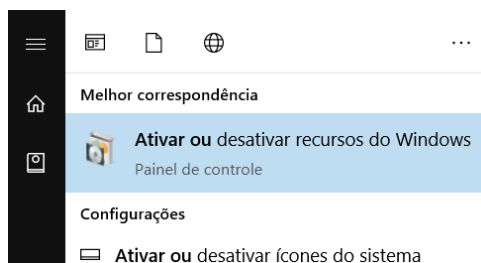 Melhor correspondência
Ativar ou desativar recursos do Windows
Painel de controle
Configurações
Ativar ou desativar ícones do sistema